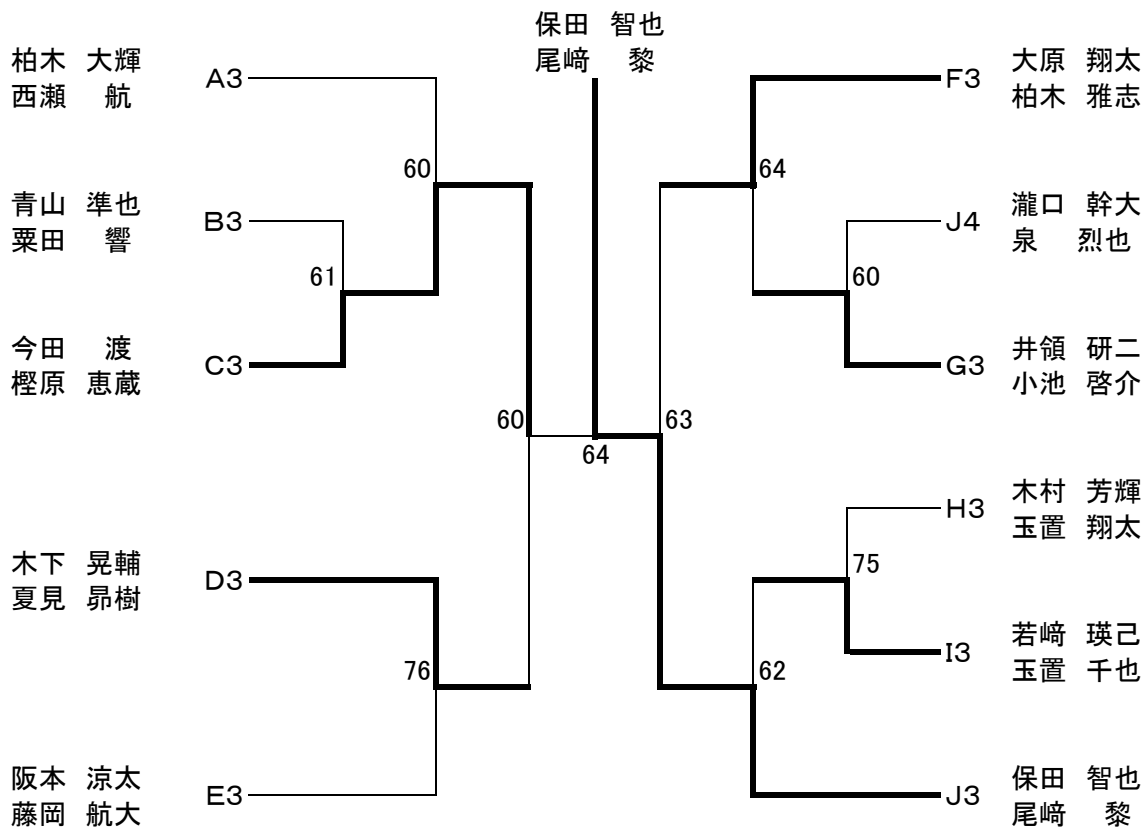 保田 智也
尾﨑 黎
柏木 大輝
西瀬 航
A3
60
青山 準也
粟田 響
B3
61
今田 渡
樫原 恵蔵
C3
60
木下 晃輔
夏見 昴樹
D3
76
阪本 涼太
藤岡 航大
E3
64
大原 翔太
柏木 雅志
F3
64
瀧口 幹大
泉 烈也
J4
60
井領 研二
小池 啓介
G3
63
木村 芳輝
玉置 翔太
H3
75
若﨑 瑛己
玉置 千也
I3
62
保田 智也
尾﨑 黎
J3